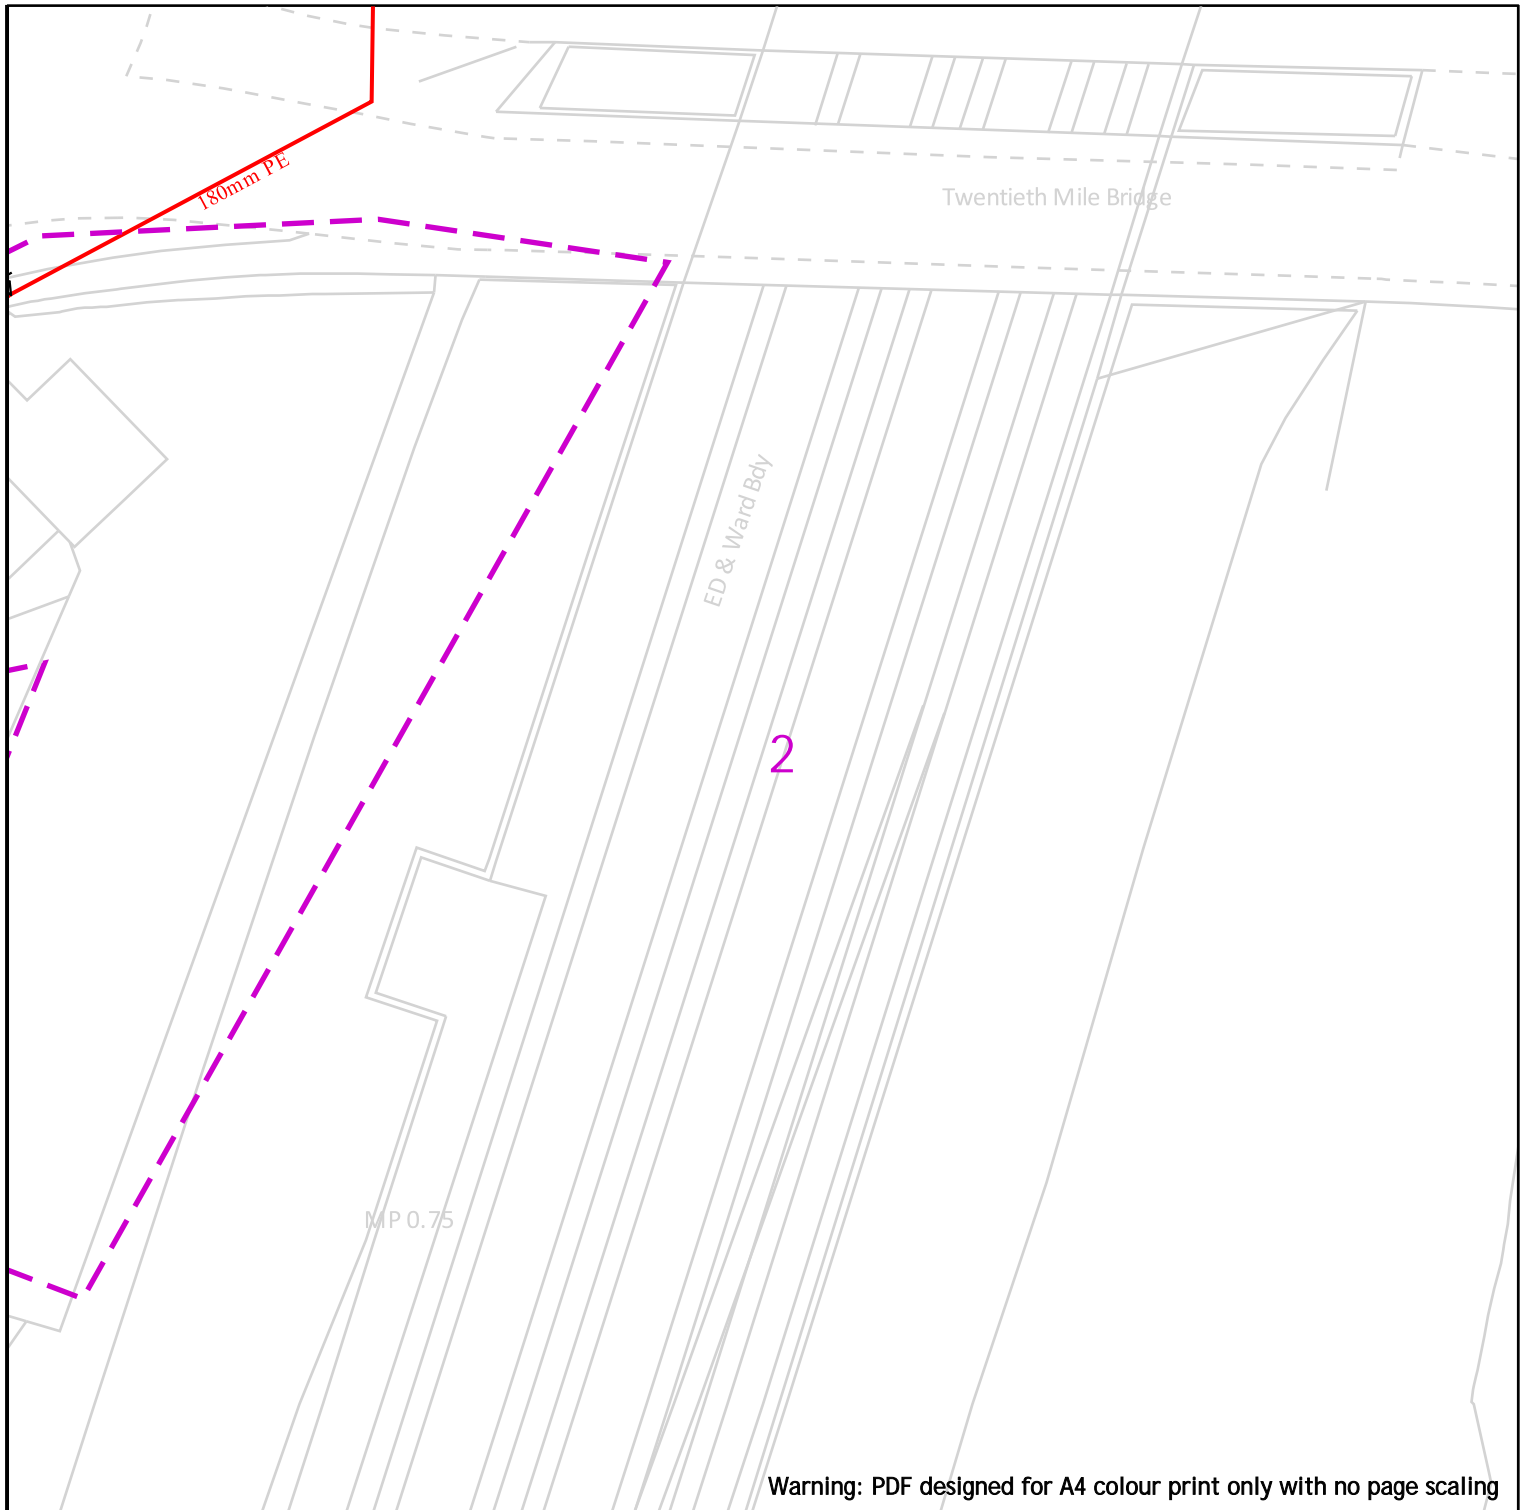 180mm PE
Twentieth Mile Bridge
ED & Ward Bdy
2
MP 0.75
Warning: PDF designed for A4 colour print only with no page scaling